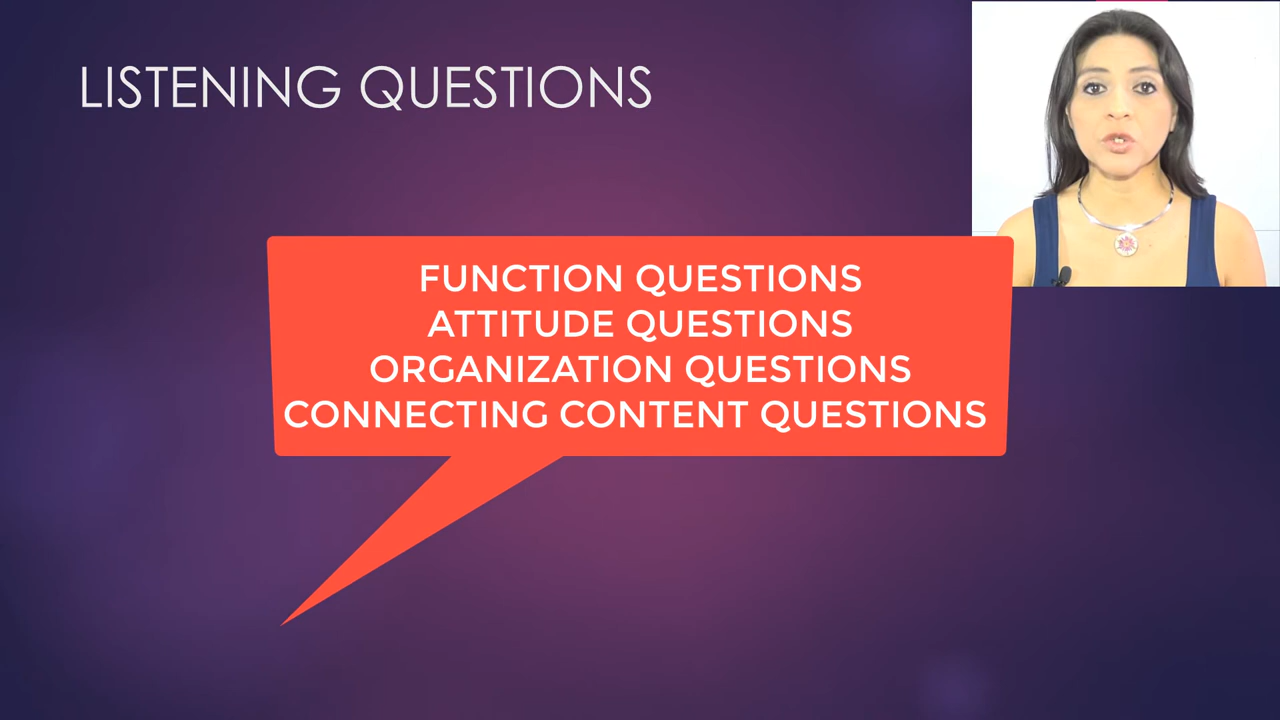 LISTENING QUESTIONS
FUNCTION QUESTIONS
ATTITUDE QUESTIONS
ORGANIZATION QUESTIONS
CONNECTING CONTENT QUESTIONS